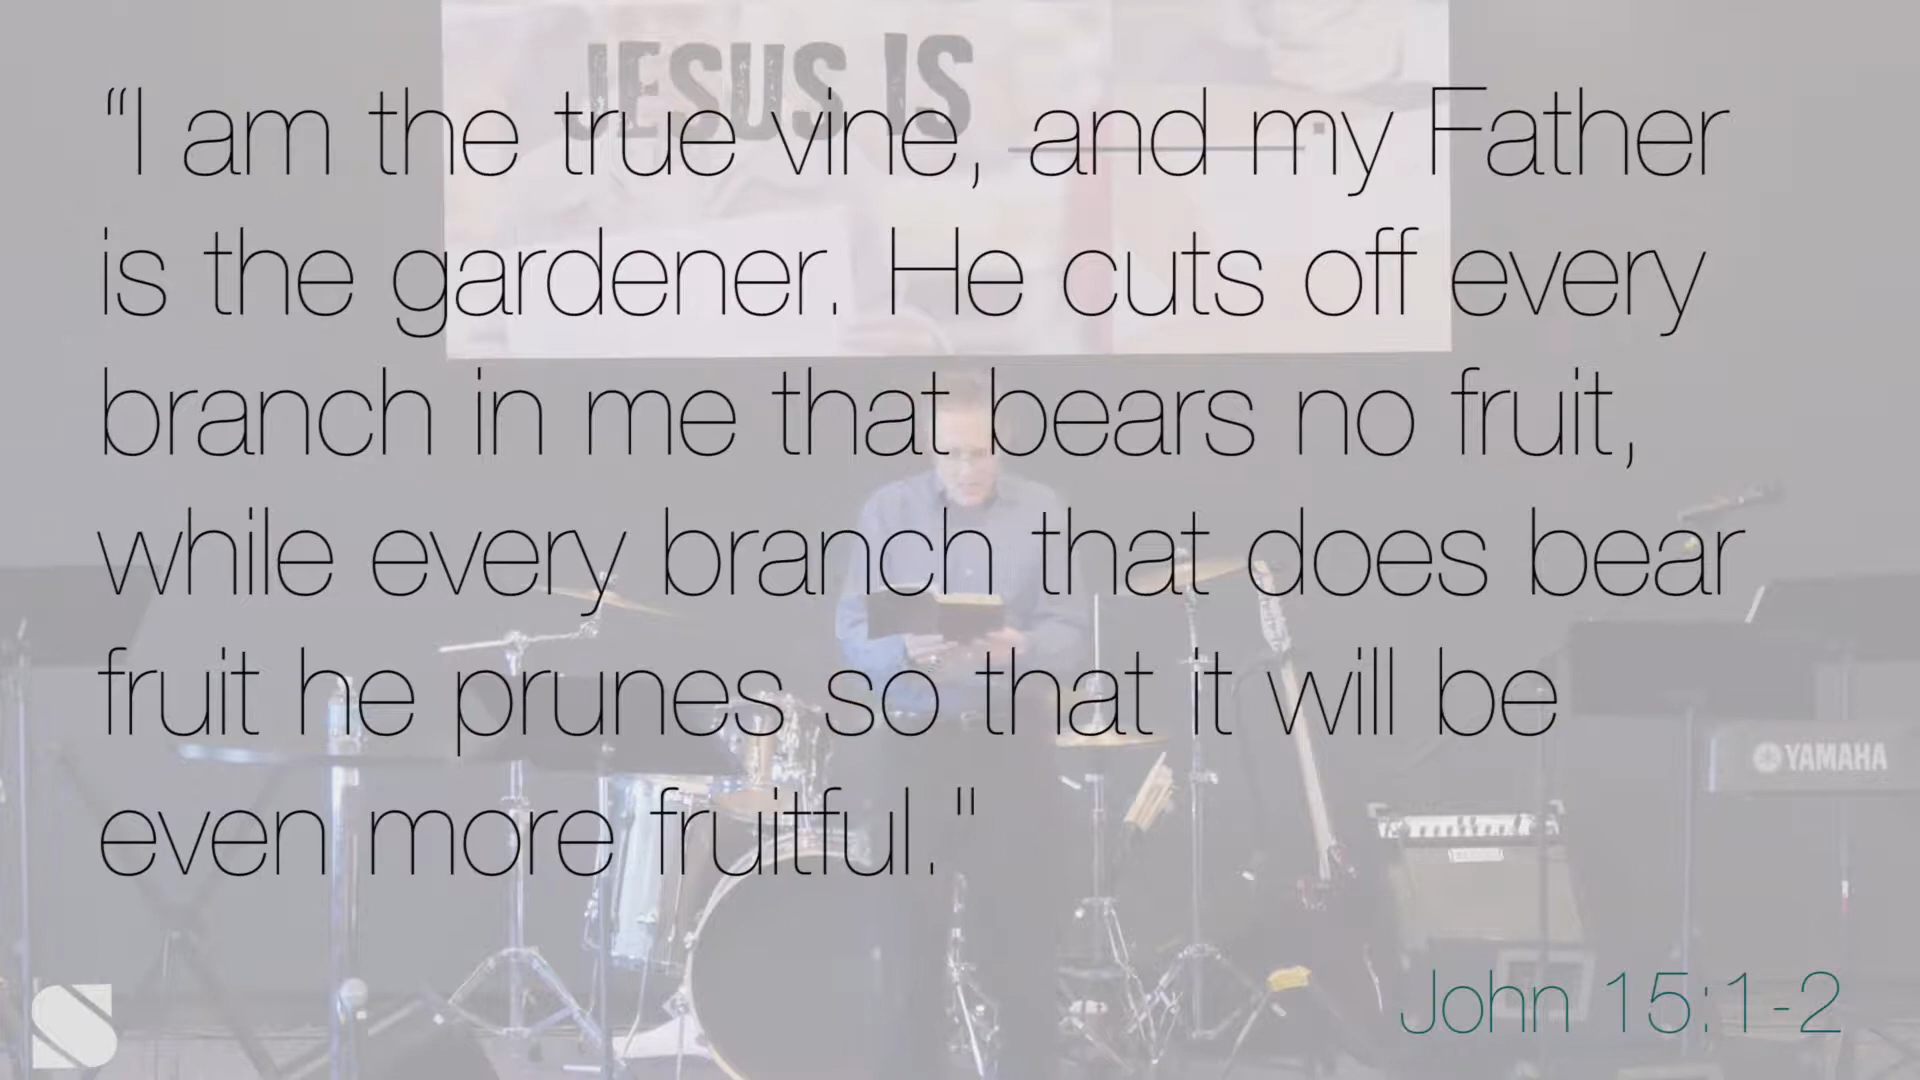 JESUS IS
“I am the true vine, and my Father
is the gardener. He cuts off every
branch in me that bears no fruit,
while every branch that does bear
fruit he prunes so that it will be
even more fruitful."
YAMAHA
John 15:1-2